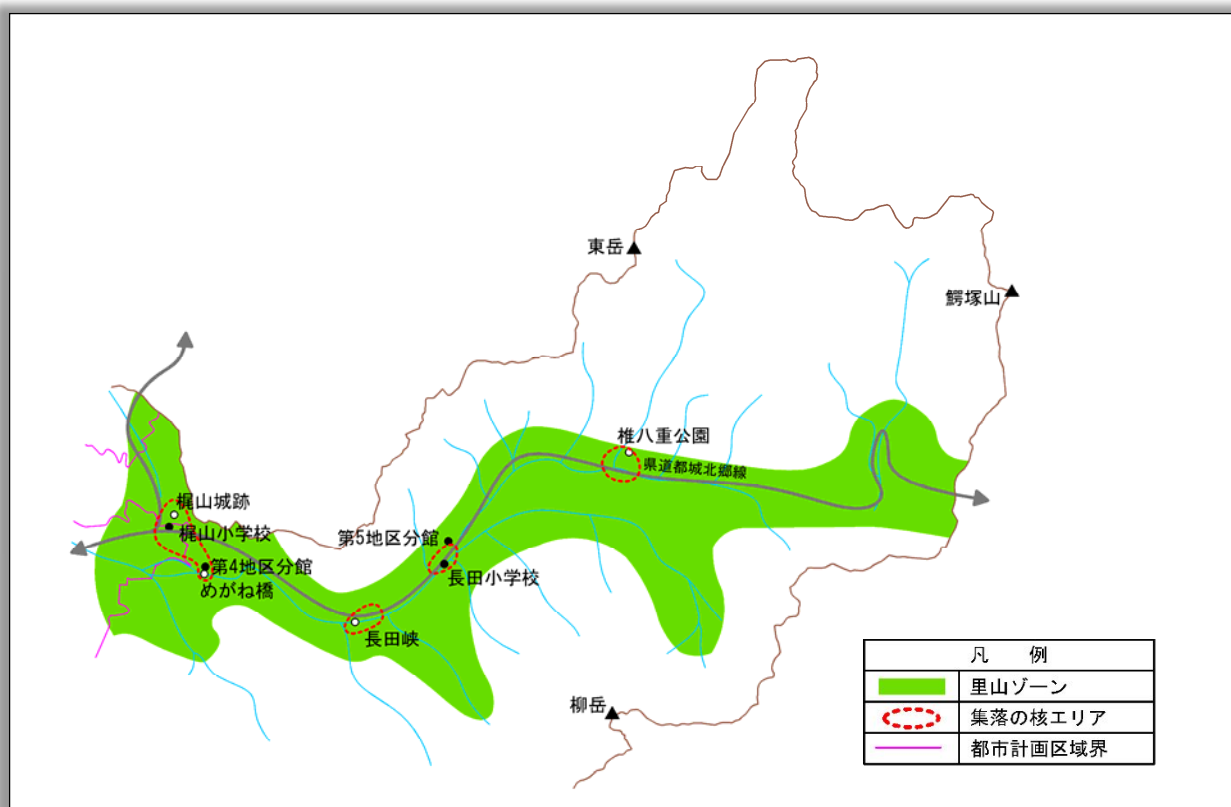 東岳
鰐塚山
椎八重公園
県道都城北郷線
梶山城跡
梶山小学校
第5地区分館
第4地区分館
長田小学校
めがね橋
長田峡
柳岳
凡 例
里山ゾーン
集落の核エリア
都市計画区域界